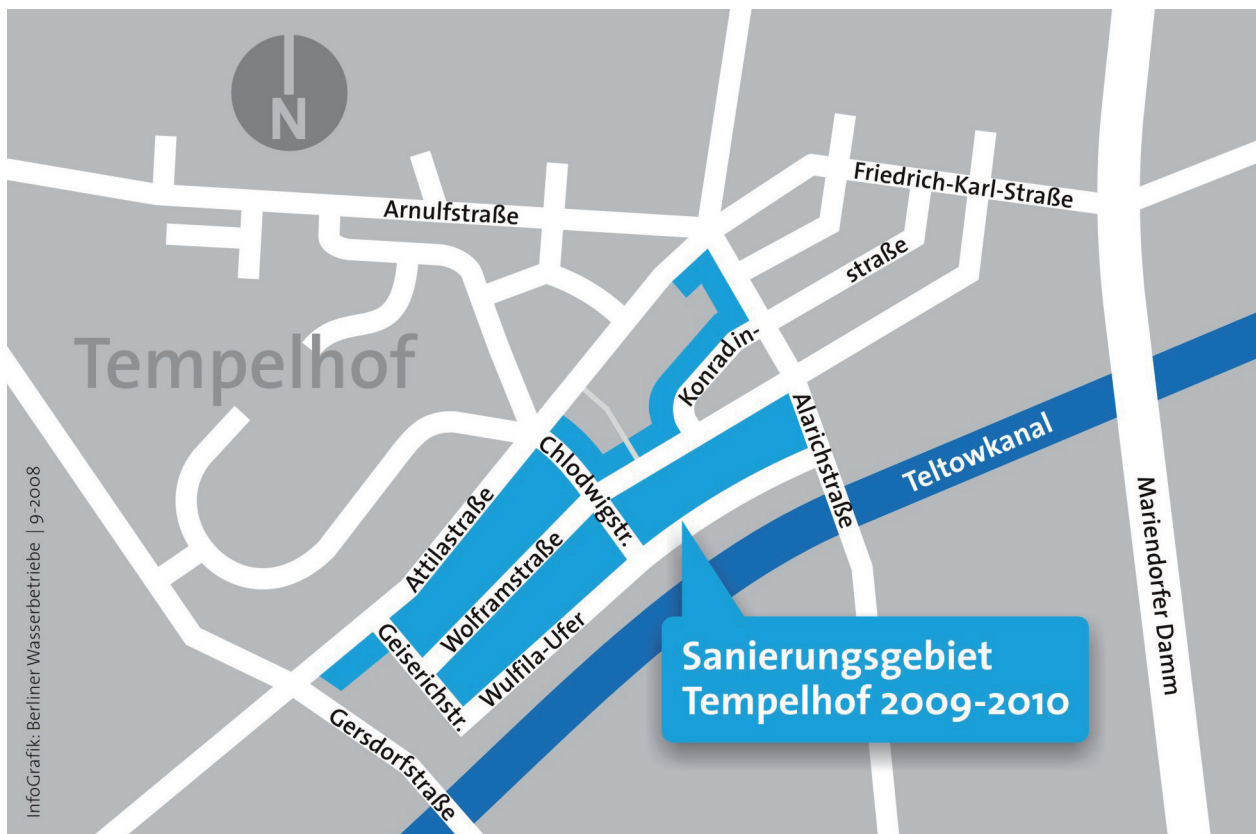 N
Friedrich-Karl-Straße
Arnulfstraße
straße
Tempelhof
Konradin-
Alarichstraße
Teltowkanal
Chlodwigstr.
Attilastraße
Mariendorfer Damm
Wolframstraße
Wulfila-Ufer
Geiserichstr.
Gersdorfstraße
Sanierungsgebiet
Tempelhof 2009-2010
InfoGrafik: Berliner Wasserbetriebe | 9-2008